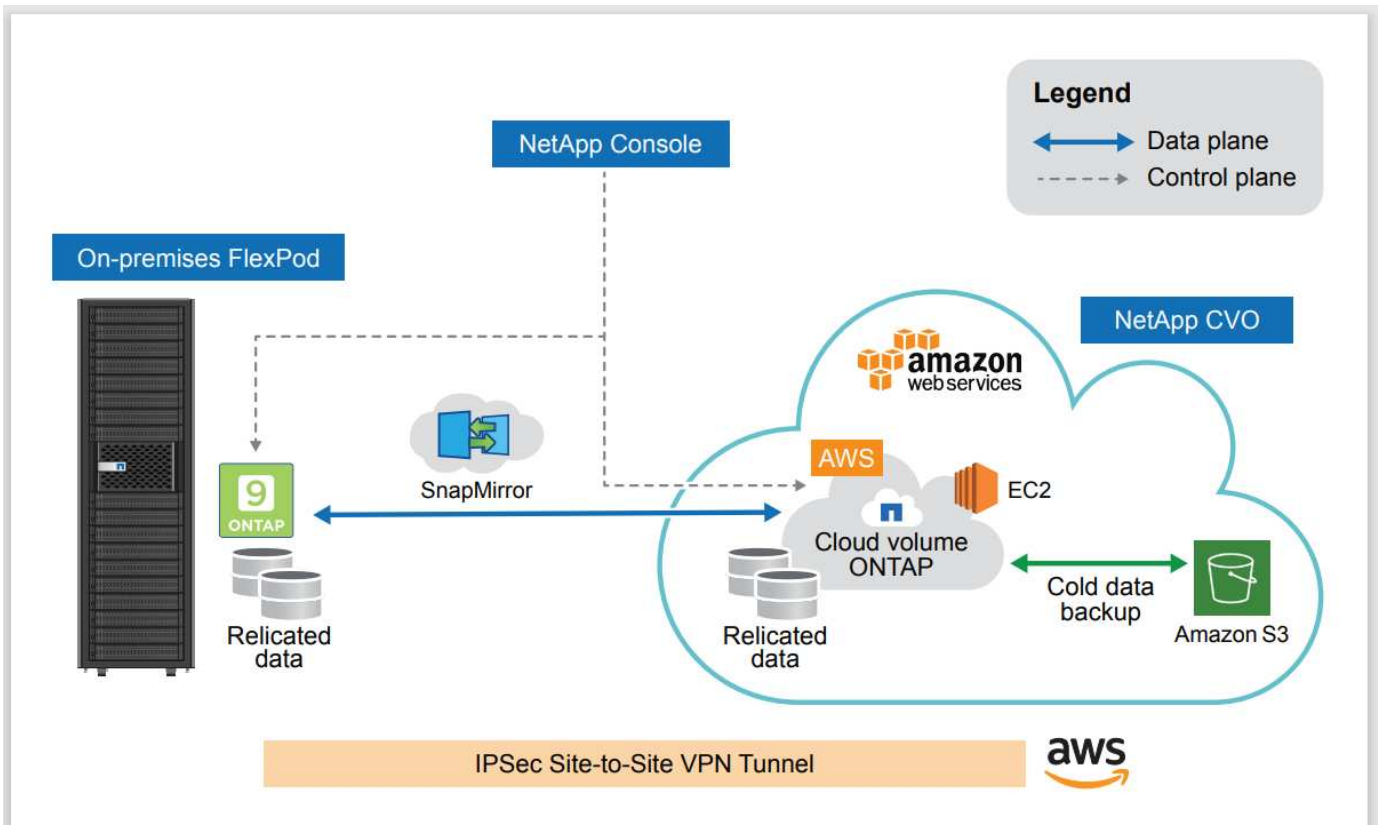 Legend
Data plane
Control plane
NetApp Console
On-premises FlexPod
NetApp CVO
amazon
webservices
AWS
EC2
SnapMirror
9
ONTAP
Cloud volume
ONTAP
Cold data
backup
Amazon S3
Relicated
data
Relicated
data
IPSec Site-to-Site VPN Tunnel
aws